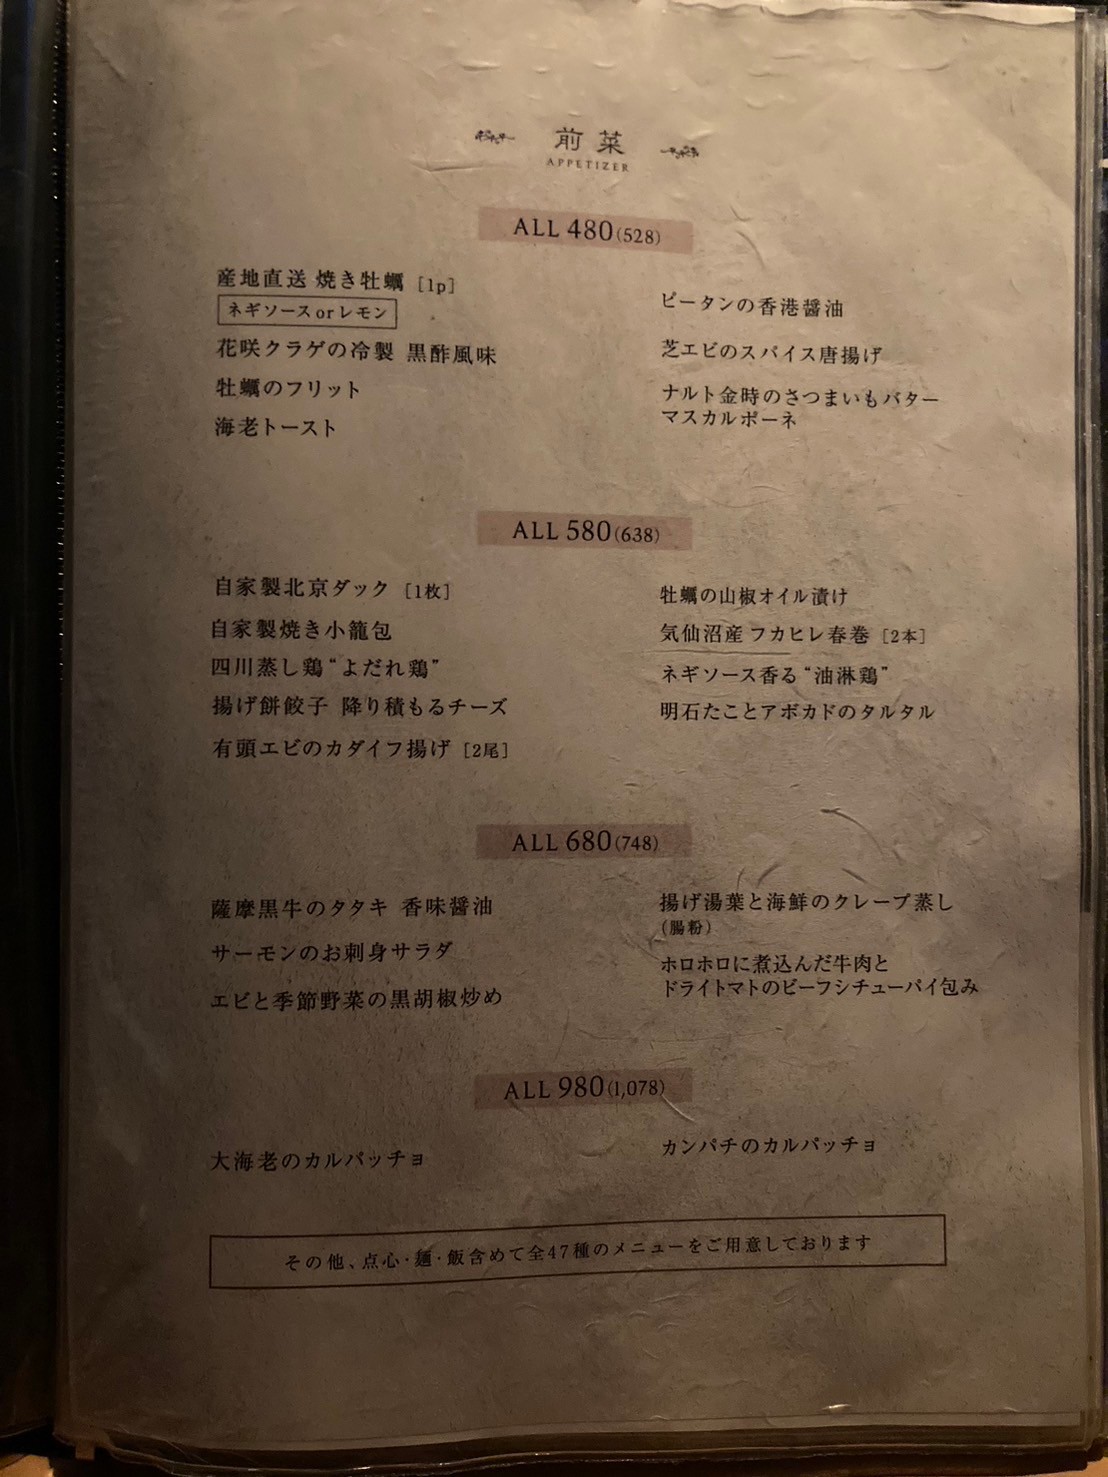 前菜
APPETIZER
ALL 480(528)
産地直送 焼き牡蠣 [1p]
ネギソース or レモン
花咲クラゲの冷製 黒酢風味
牡蠣のフリット
海老トースト
ピータンの香港醤油
芝エビのスパイス唐揚げ
ナルト金時のさつまいもバター
マスカルポーネ
ALL 580(638)
自家製北京ダック [1枚]
自家製焼き小籠包
四川蒸し鶏“よだれ鶏”
揚げ餅餃子 降り積もるチーズ
有頭エビのカダイフ揚げ [2尾]
牡蠣の山椒オイル漬け
気仙沼産 フカヒレ春巻 [2本]
ネギソース香る“油淋鶏”
明石たことアボカドのタルタル
ALL 680(748)
薩摩黒牛のタタキ 香味醤油
サーモンのお刺身サラダ
エビと季節野菜の黒胡椒炒め
揚げ湯葉と海鮮のクレープ蒸し
(腸粉)
ホロホロに煮込んだ牛肉と
ドライトマトのビーフシチューパイ包み
ALL 980(1,078)
大海老のカルパッチョ
カンパチのカルパッチョ
その他、点心・麺・飯含めて全47種のメニューをご用意しております